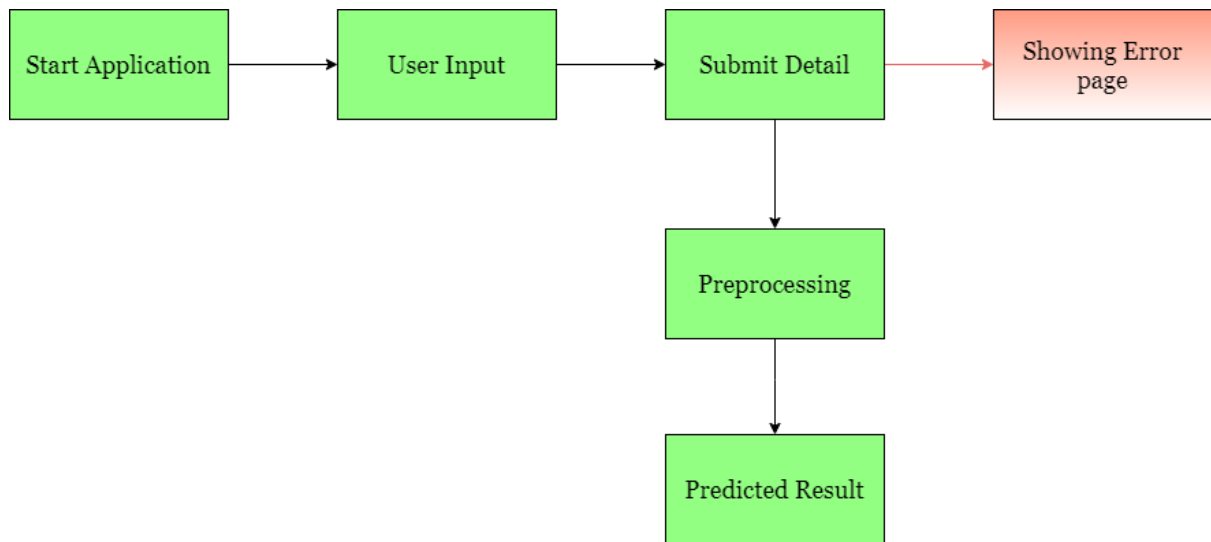 Start Application
User Input
Submit Detail
Showing Error
page
Preprocessing
Predicted Result